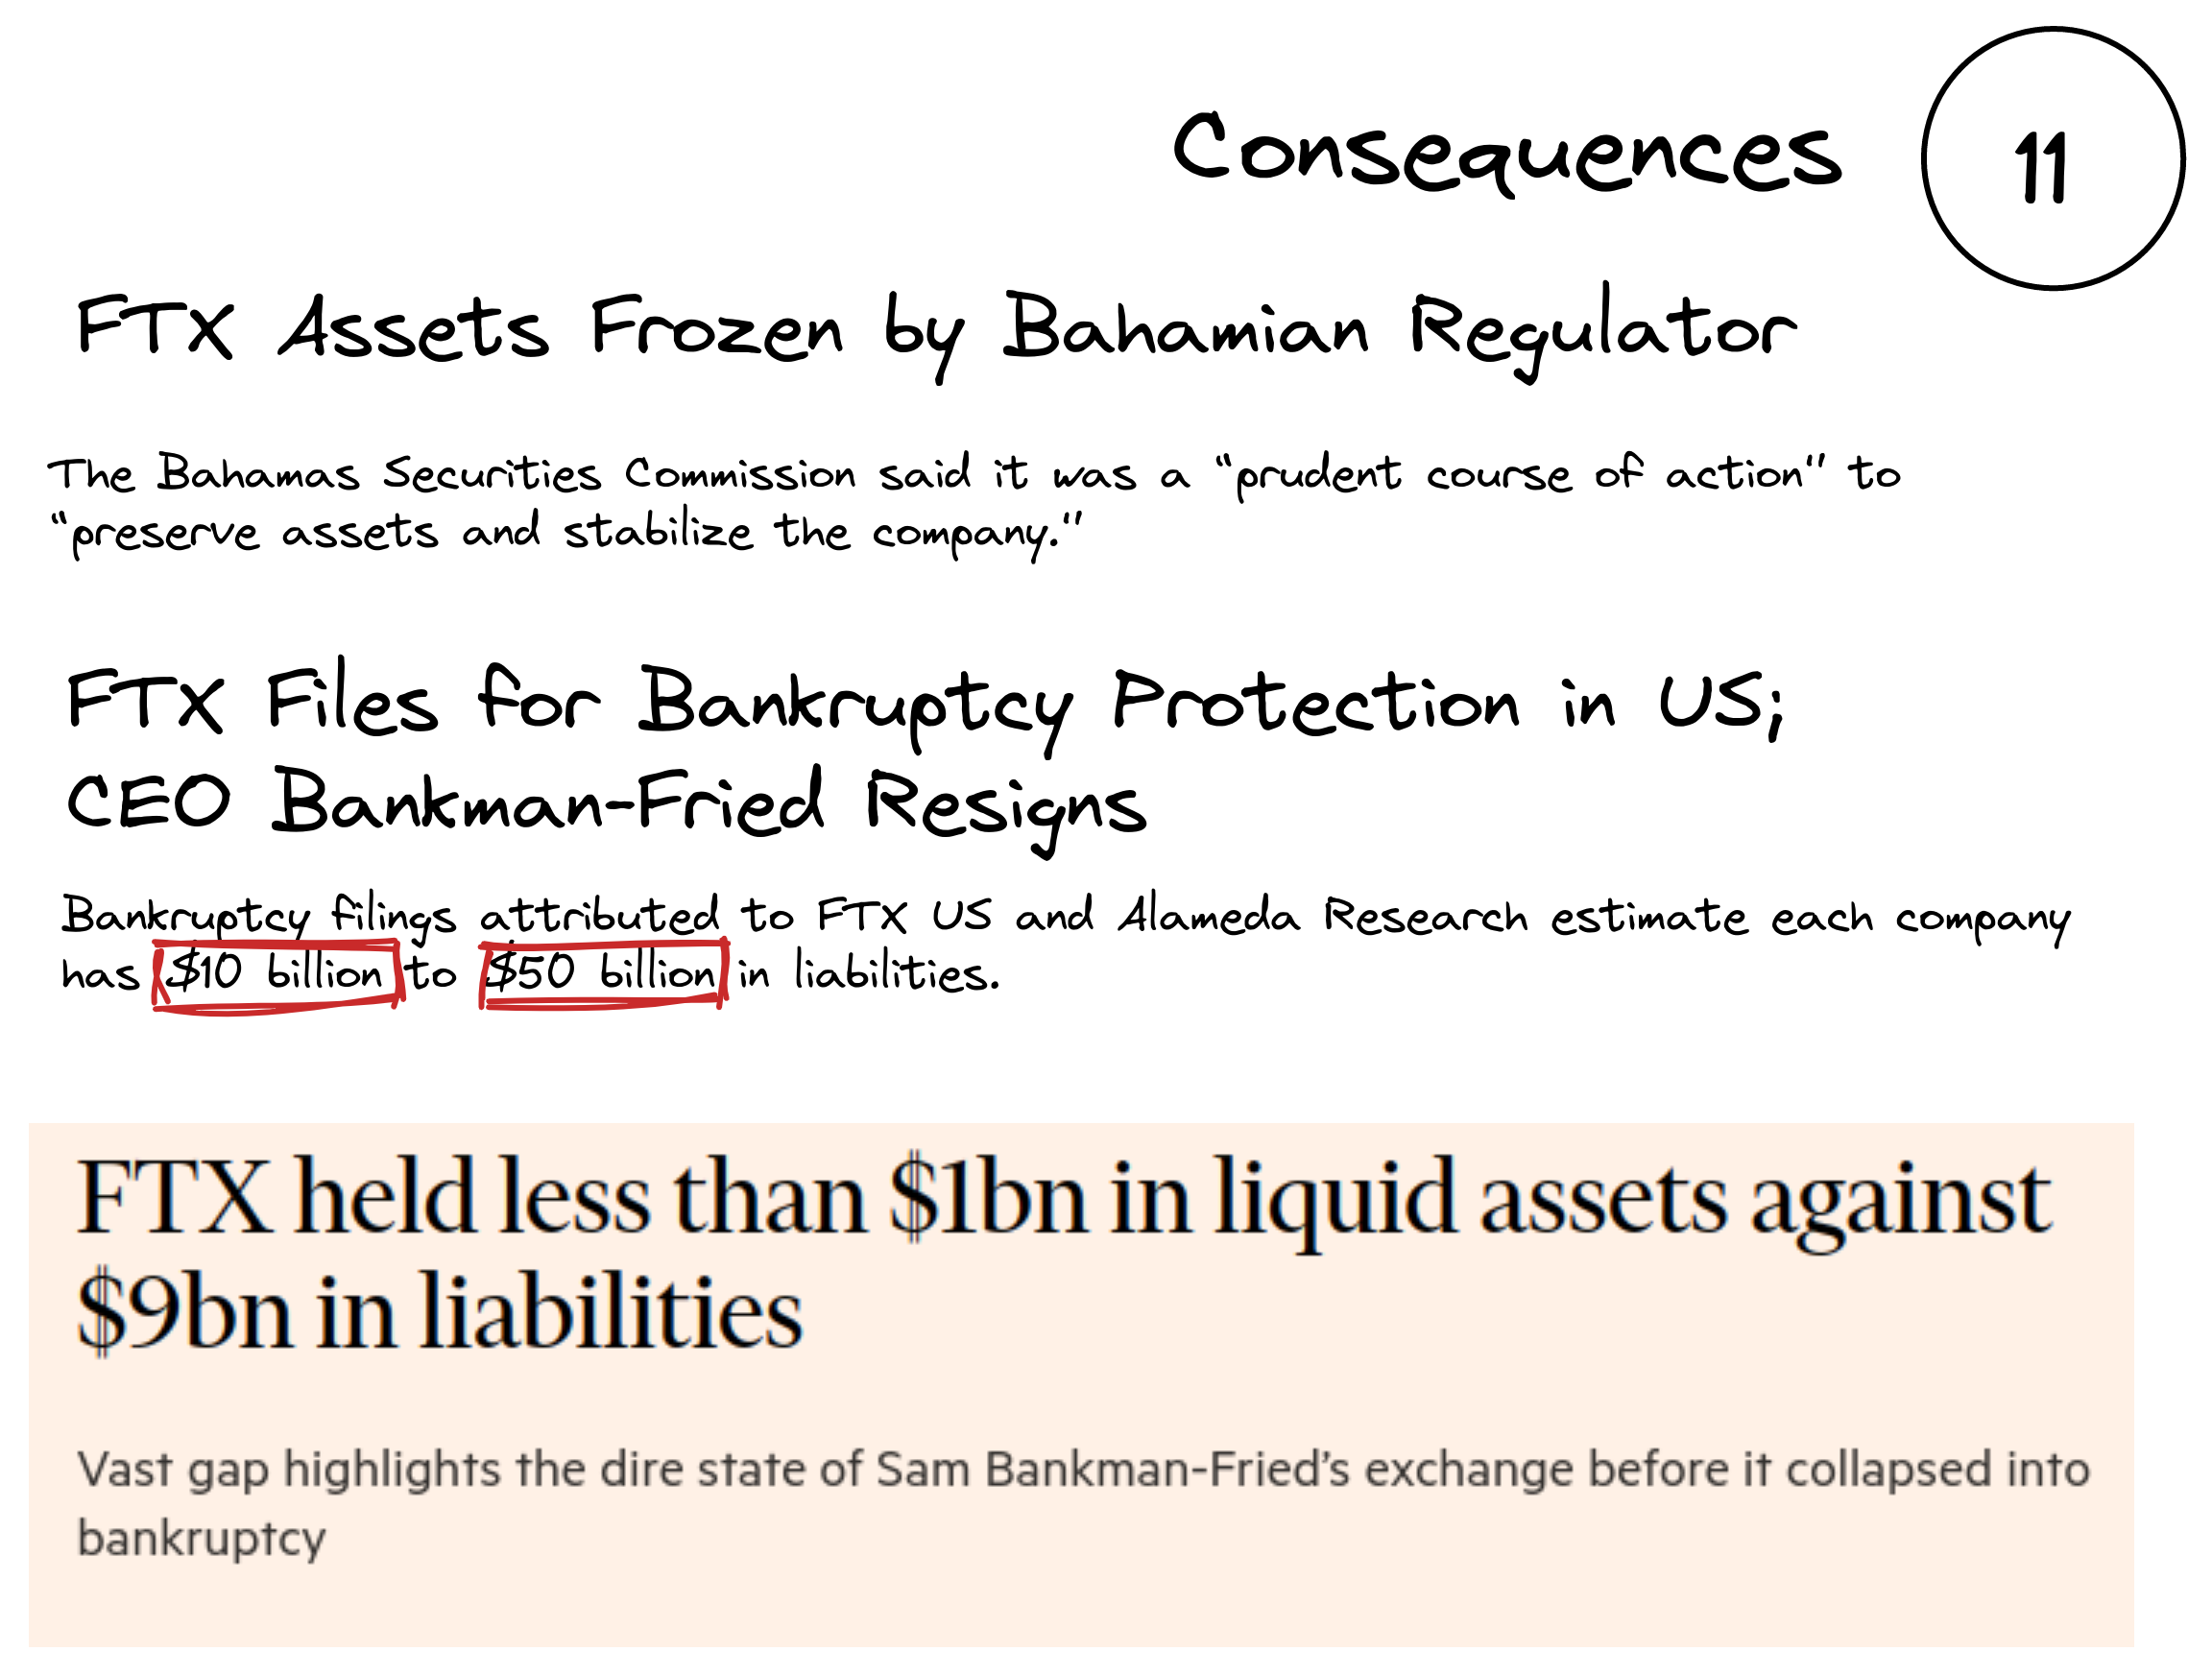 Consequences
11
FTX Assets Frozen by Bahamian Regulator
The Bahamas Securities Commission said it was a "prudent course of action" to
"preserve assets and stabilize the company."
FTX Files for Bankruptcy Protection in US;
CEO Bankman-Fried Resigns
Bankruptcy filings attributed to FTX US and Alameda Research estimate each company
has $10 billion to $50 billion in liabilities.
FTX held less than $1bn in liquid assets against
$9bn in liabilities
Vast gap highlights the dire state of Sam Bankman-Fried’s exchange before it collapsed into
bankruptcy